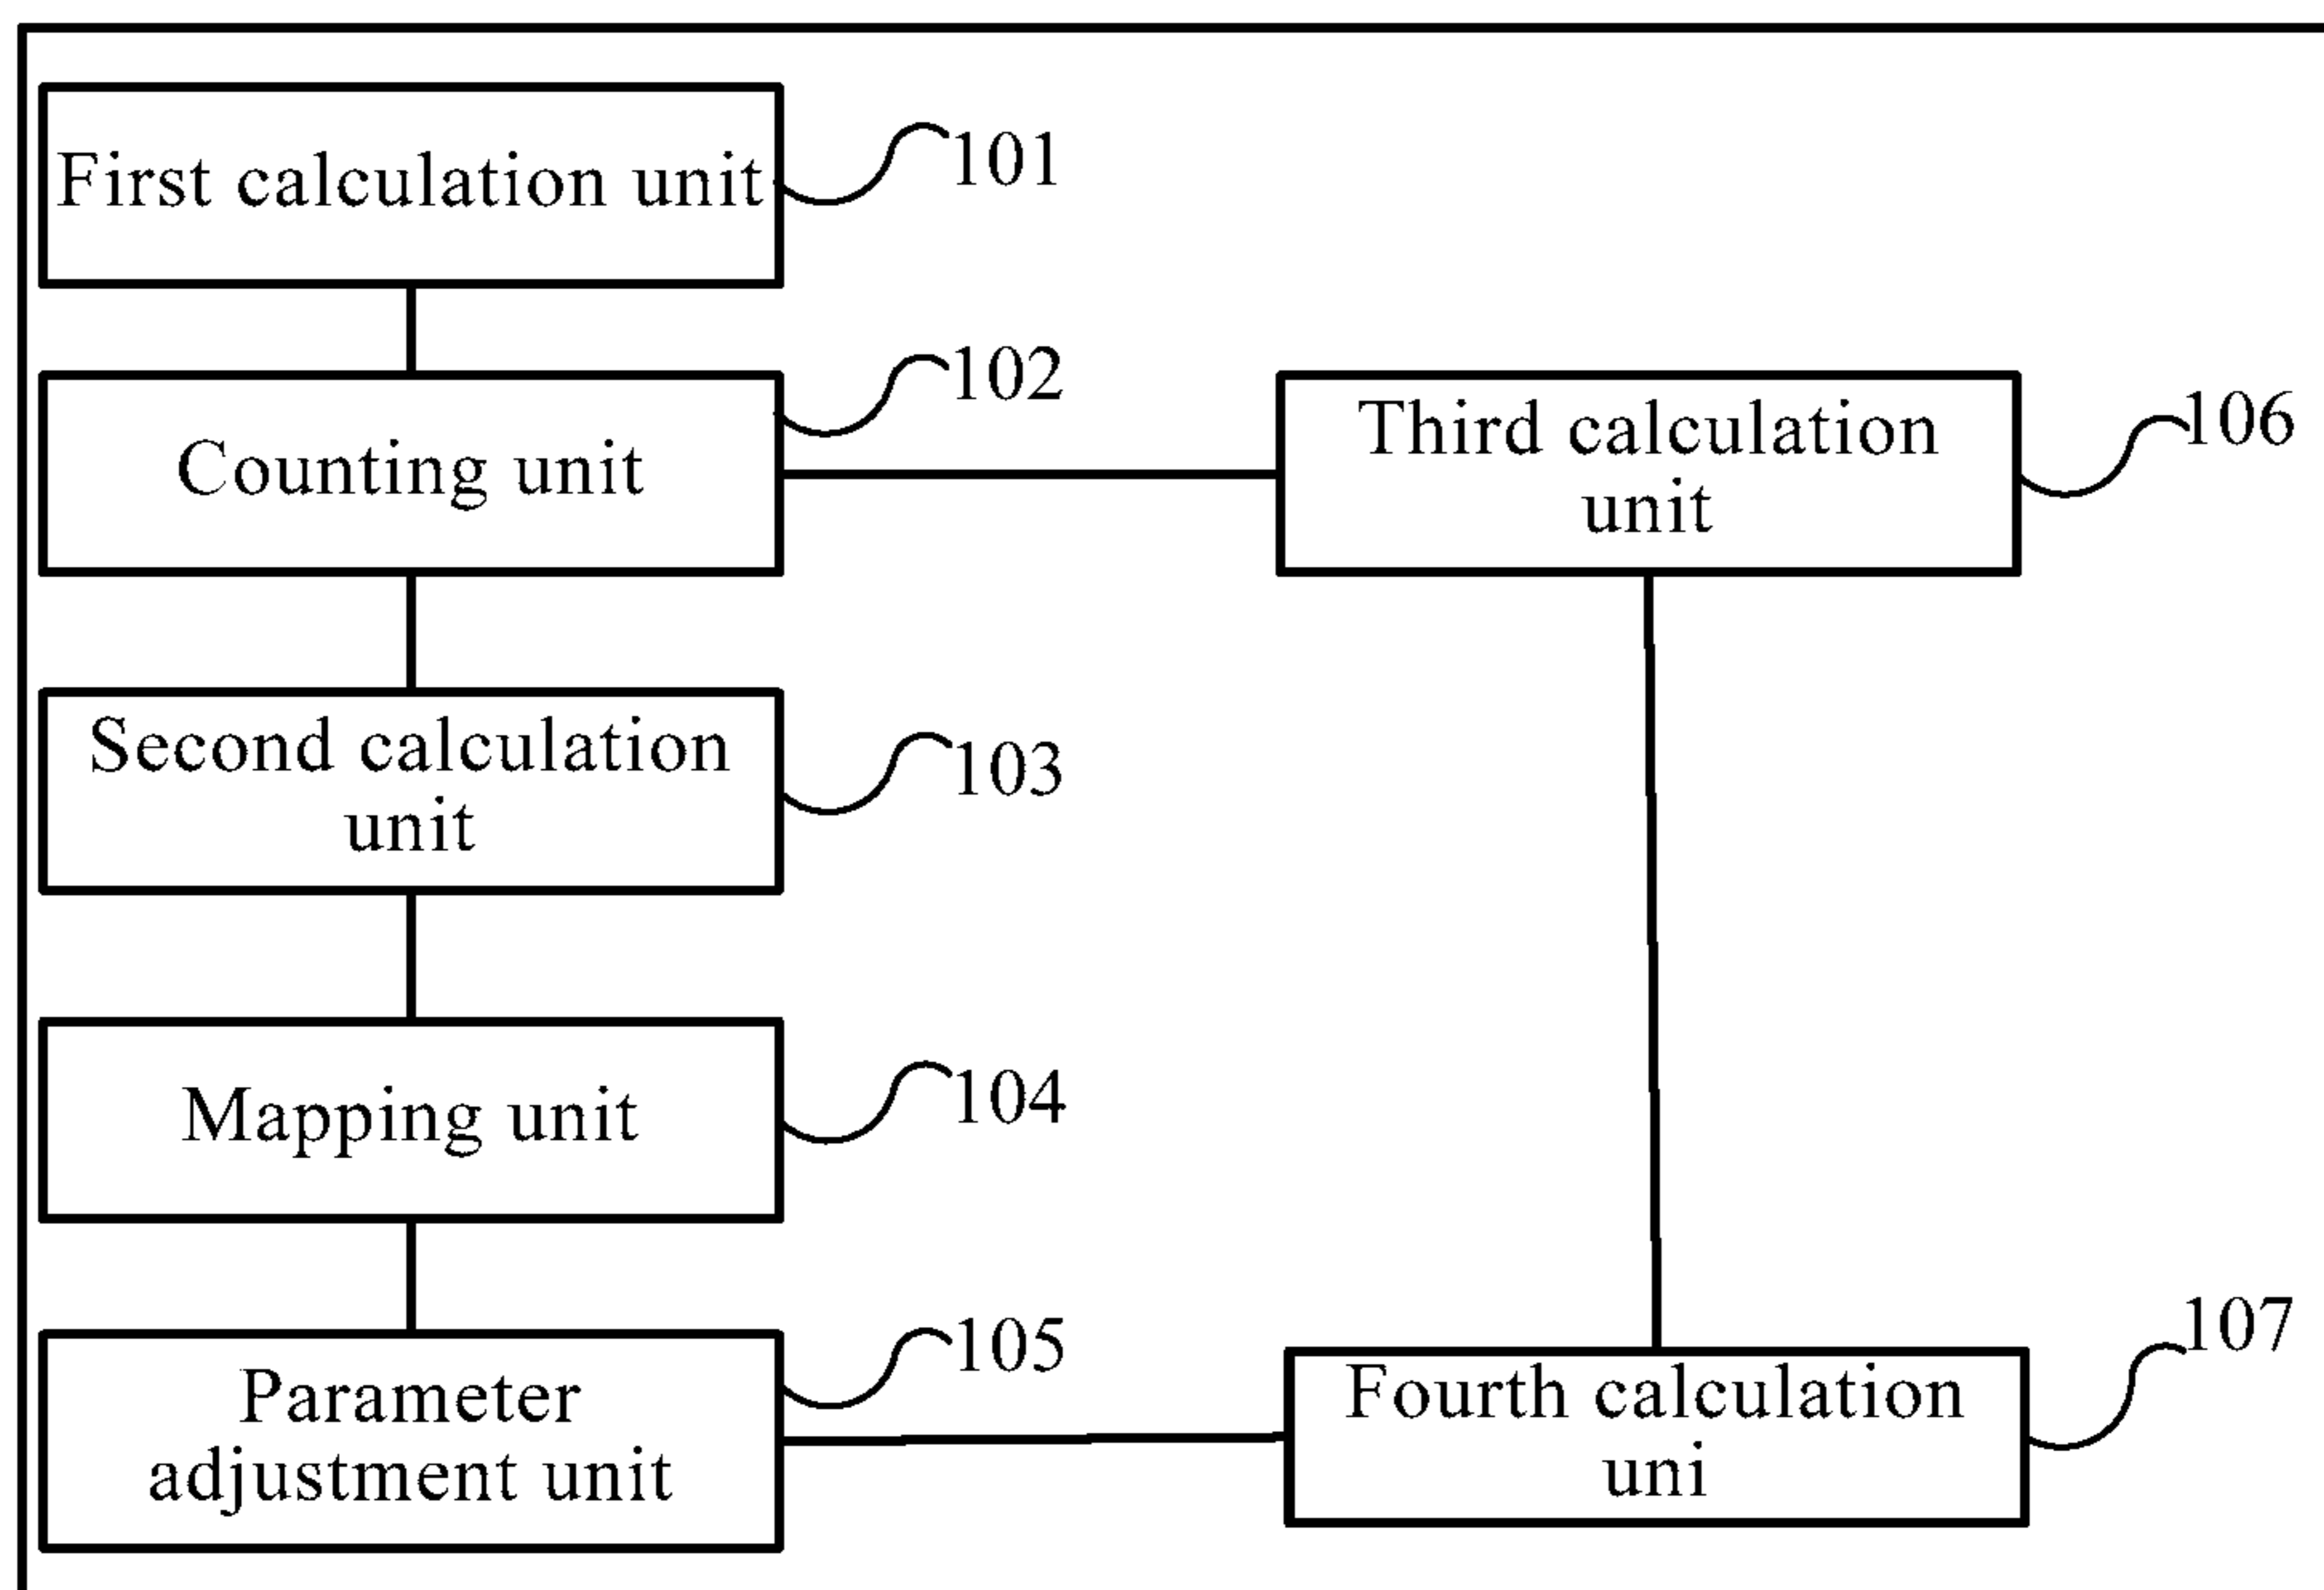 First calculation unit
101
Counting unit
102
Third calculation
unit
106
Second calculation
unit
103
Mapping unit
104
Parameter
adjustment unit
105
Fourth calculation
uni
107